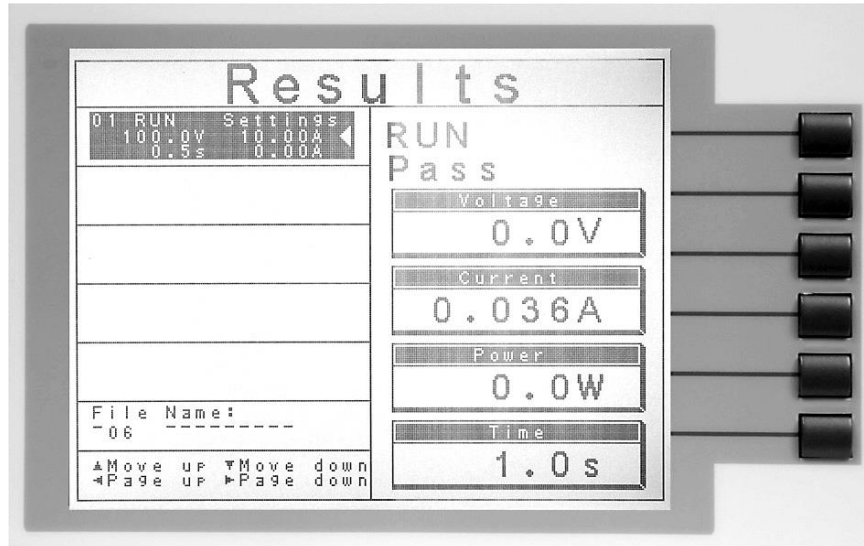 Results
01 RUN Settings
100.0V 10.00A
0.5s 0.00A
File Name:
06
▲Move up ▼Move down
◄Page up ►Page down
RUN
Pass
Voltage
0.0V
Current
0.036A
Power
0.0W
Time
1.0s